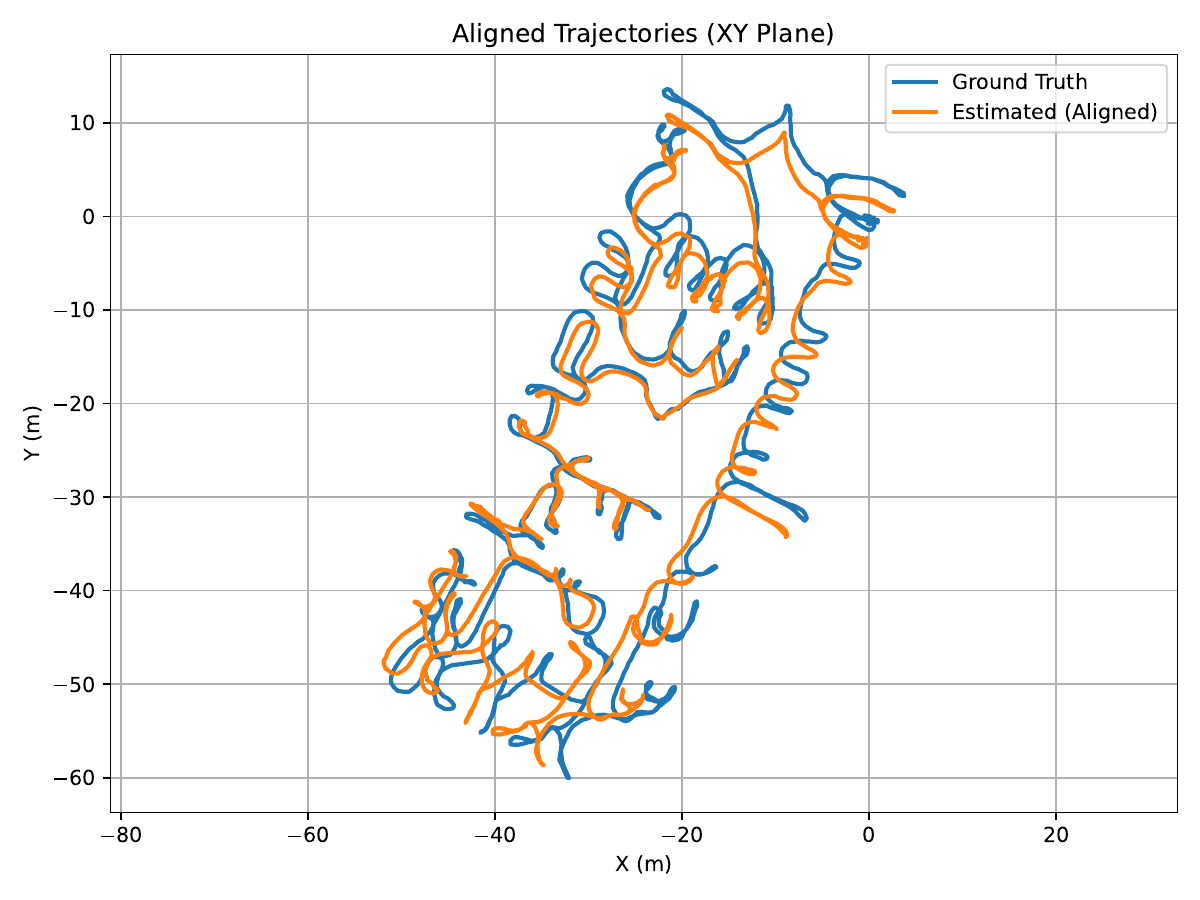 Aligned Trajectories (XY Plane)
Ground Truth
Estimated (Aligned)
10
0
−10
−20
−30
−40
−50
−60
Y (m)
−80
−60
−40
−20
0
20
X (m)